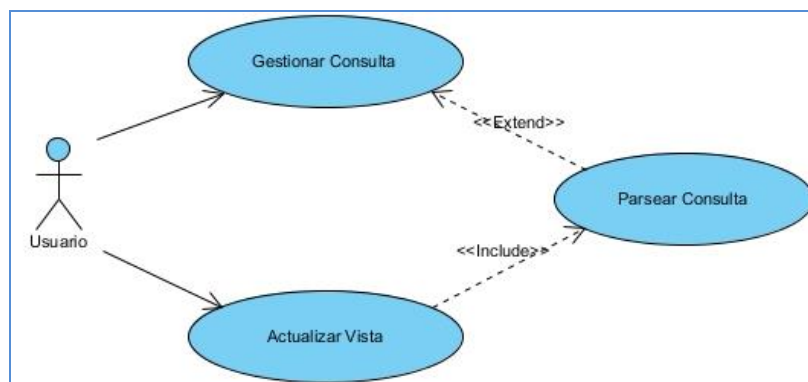 Gestionar Consulta
<<Extend>>
Parsear Consulta
Usuario
<<Include>>
Actualizar Vista